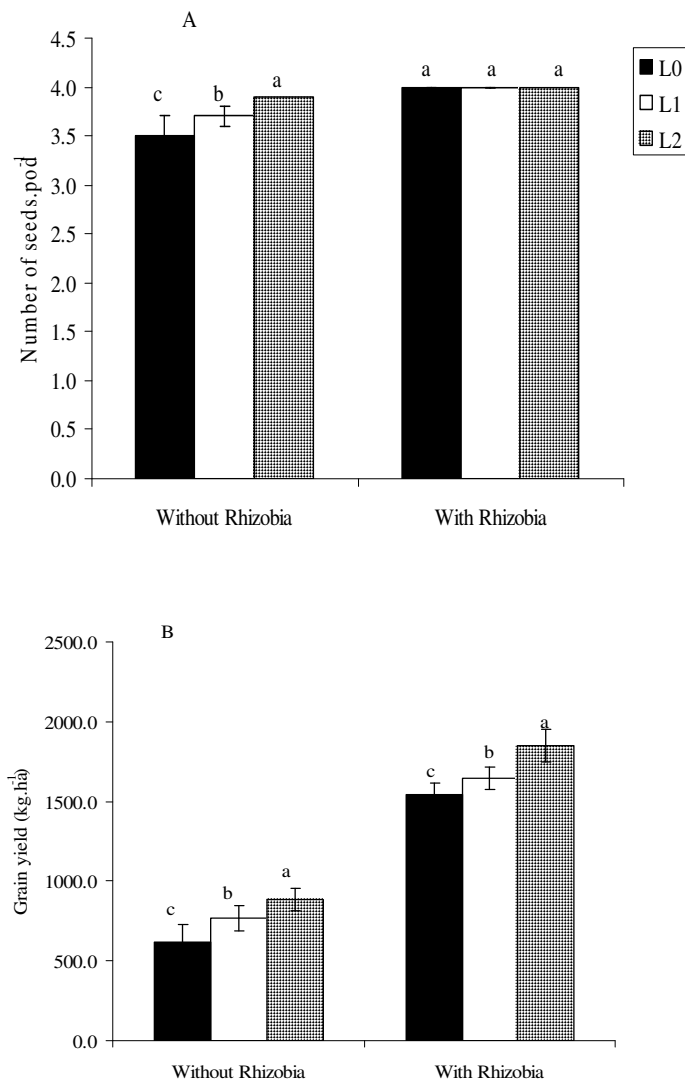 A
4.5
4.0
3.5
3.0
2.5
2.0
1.5
1.0
0.5
0.0
Number of seeds.pod-1
c b a a a a
Without Rhizobia With Rhizobia
L0
L1
L2
B
2500.0
2000.0
1500.0
1000.0
500.0
0.0
Grain yield (kg.ha-1)
c b a c b a
Without Rhizobia With Rhizobia